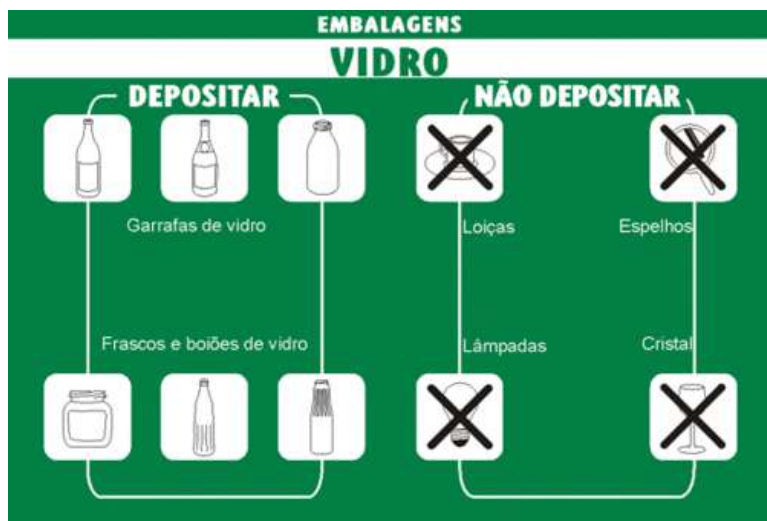 EMBALAGENS
VIDRO
DEPOSITAR
NÃO DEPOSITAR
Garrafas de vidro
Loiças
Espelhos
Frascos e boiões de vidro
Lâmpadas
Cristal